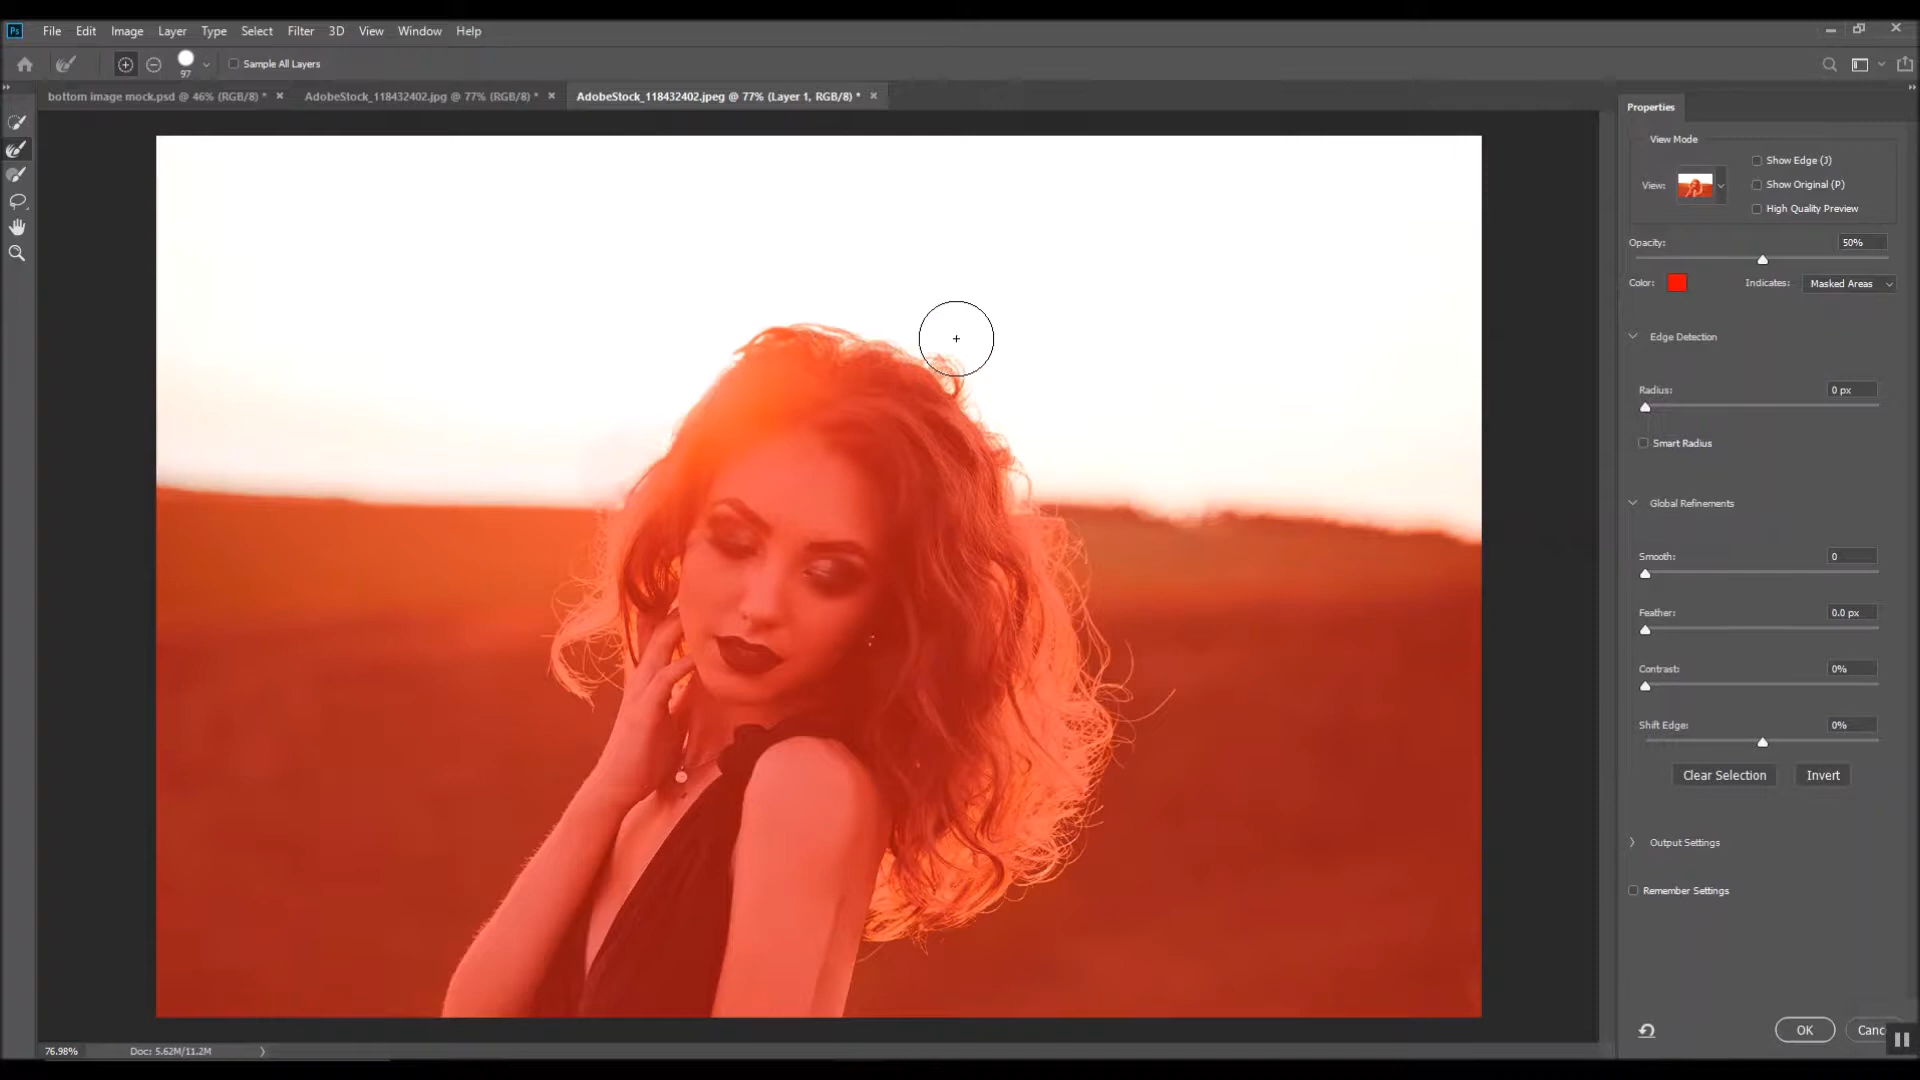 Ps File Edit Image Layer Type Select Filter 3D View Window Help
97 Sample All Layers
bottom image mock.psd @ 46% (RGB/8) * × AdobeStock_118432402.jpg @ 77% (RGB/8) * × AdobeStock_118432402.jpeg @ 77% (Layer 1, RGB/8) * ×
Properties
View Mode
Show Edge (J)
View:
Show Original (P)
High Quality Preview
Opacity: 50%
Color: Indicates: Masked Areas
Edge Detection
Radius: 0 px
Smart Radius
Global Refinements
Smooth: 0
Feather: 0.0 px
Contrast: 0%
Shift Edge: 0%
Clear Selection Invert
Output Settings
Remember Settings
OK Canc
76.98% Doc: 5.62M/11.2M